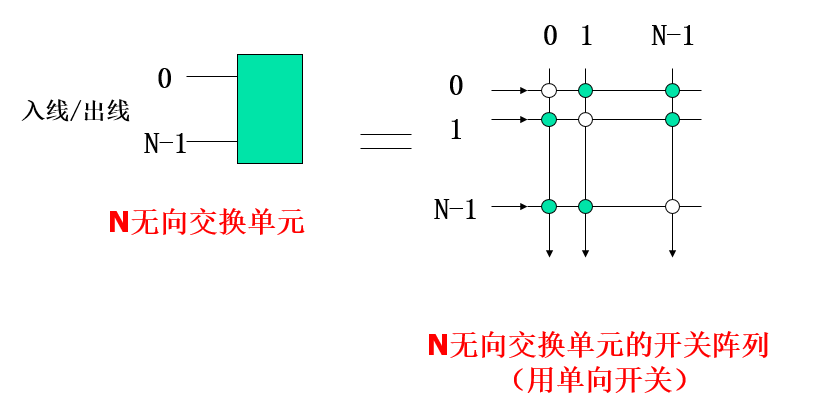 0 1 N-1
0
0
入线/出线
1
N-1
N-1
N无向交换单元
N无向交换单元的开关阵列
（用单向开关）